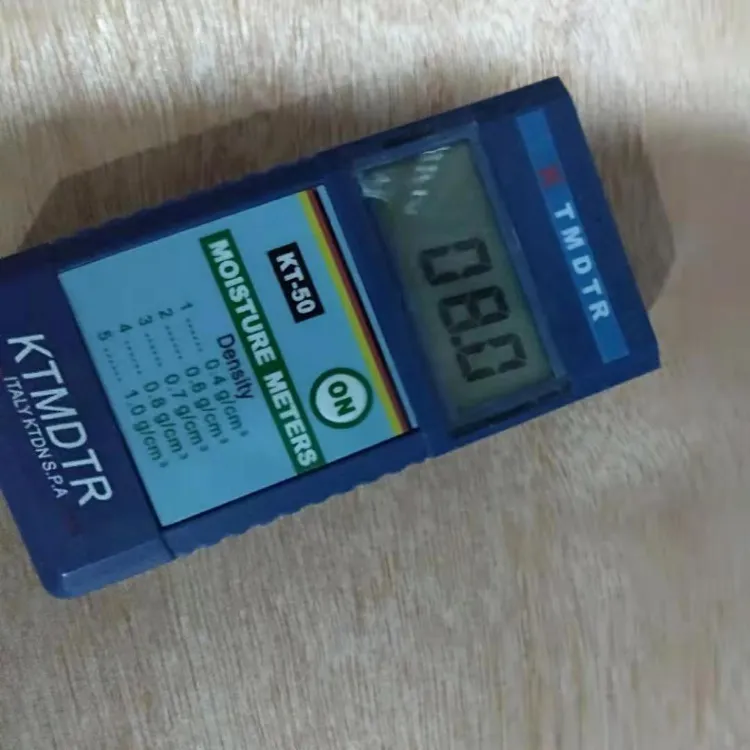 TMDTR
08.0
KT-50
MOISTURE METERS
ON
Density
1 ...... 0.4 g/cm³
2 ...... 0.6 g/cm³
3 ...... 0.7 g/cm³
4 ...... 0.8 g/cm³
5 ...... 1.0 g/cm³
KTMDTR
ITALY KTDN S.P.A